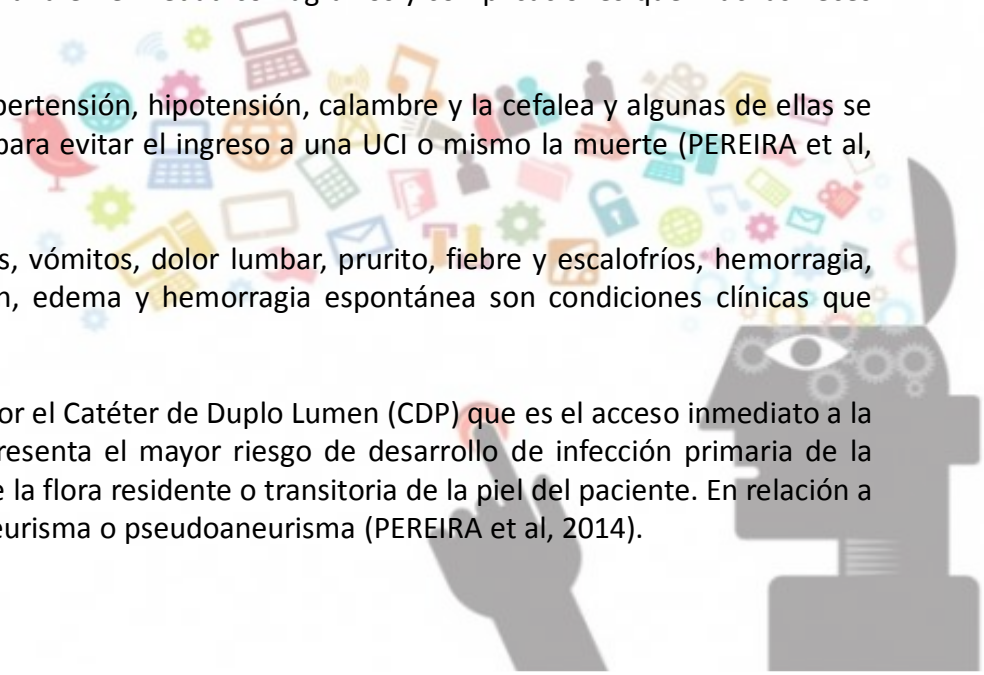 pertensión, hipotensión, calambre y la cefalea y algunas de ellas se
para evitar el ingreso a una UCI o mismo la muerte (PEREIRA et al,
s, vómitos, dolor lumbar, prurito, fiebre y escalofríos, hemorragia,
n, edema y hemorragia espontánea son condiciones clínicas que
or el Catéter de Duplo Lumen (CDP) que es el acceso inmediato a la
resenta el mayor riesgo de desarrollo de infección primaria de la
e la flora residente o transitoria de la piel del paciente. En relación a
eurisma o pseudoaneurisma (PEREIRA et al, 2014).